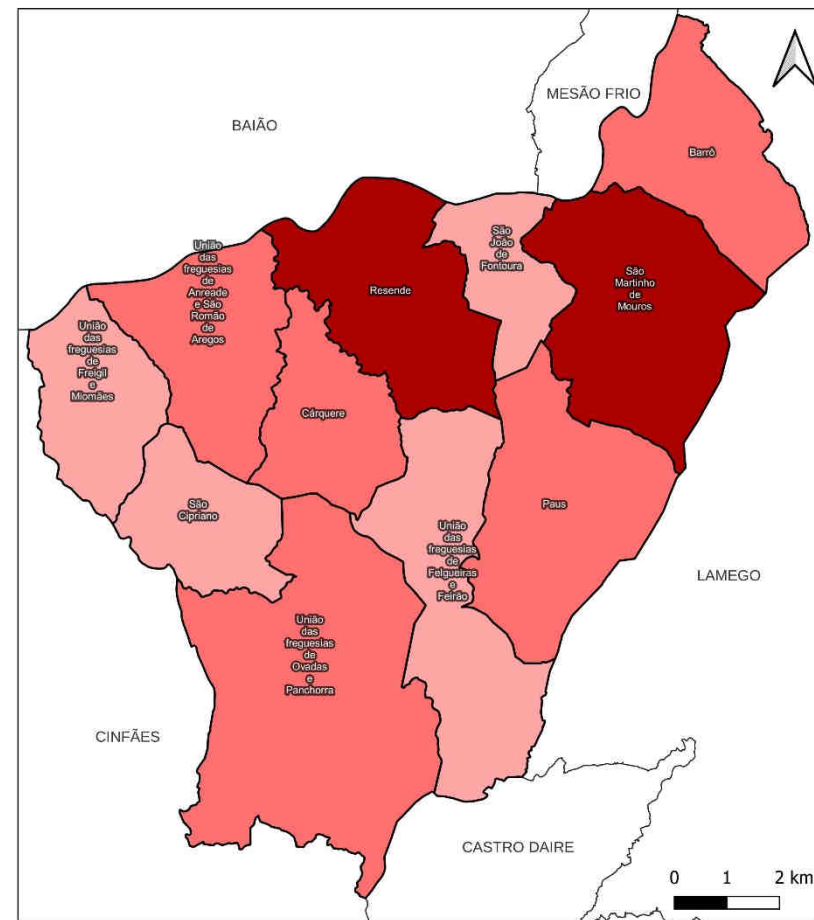 MESÃO FRIO
BAIÃO
Barrô
União
das
freguesias
de
Anreade
e São
Romão
de
Aregos
São
João
de
Fontoura
Resende
São
Martinho
de
Mouros
União
das
freguesias
de
Freigil
e
Miomães
Cárquere
São
Cipriano
Paus
União
das
freguesias
de
Felgueiras
e
Feirão
LAMEGO
União
das
freguesias
de
Ovadas
e
Panchorra
CINFÃES
CASTRO DAIRE
0 1 2 km